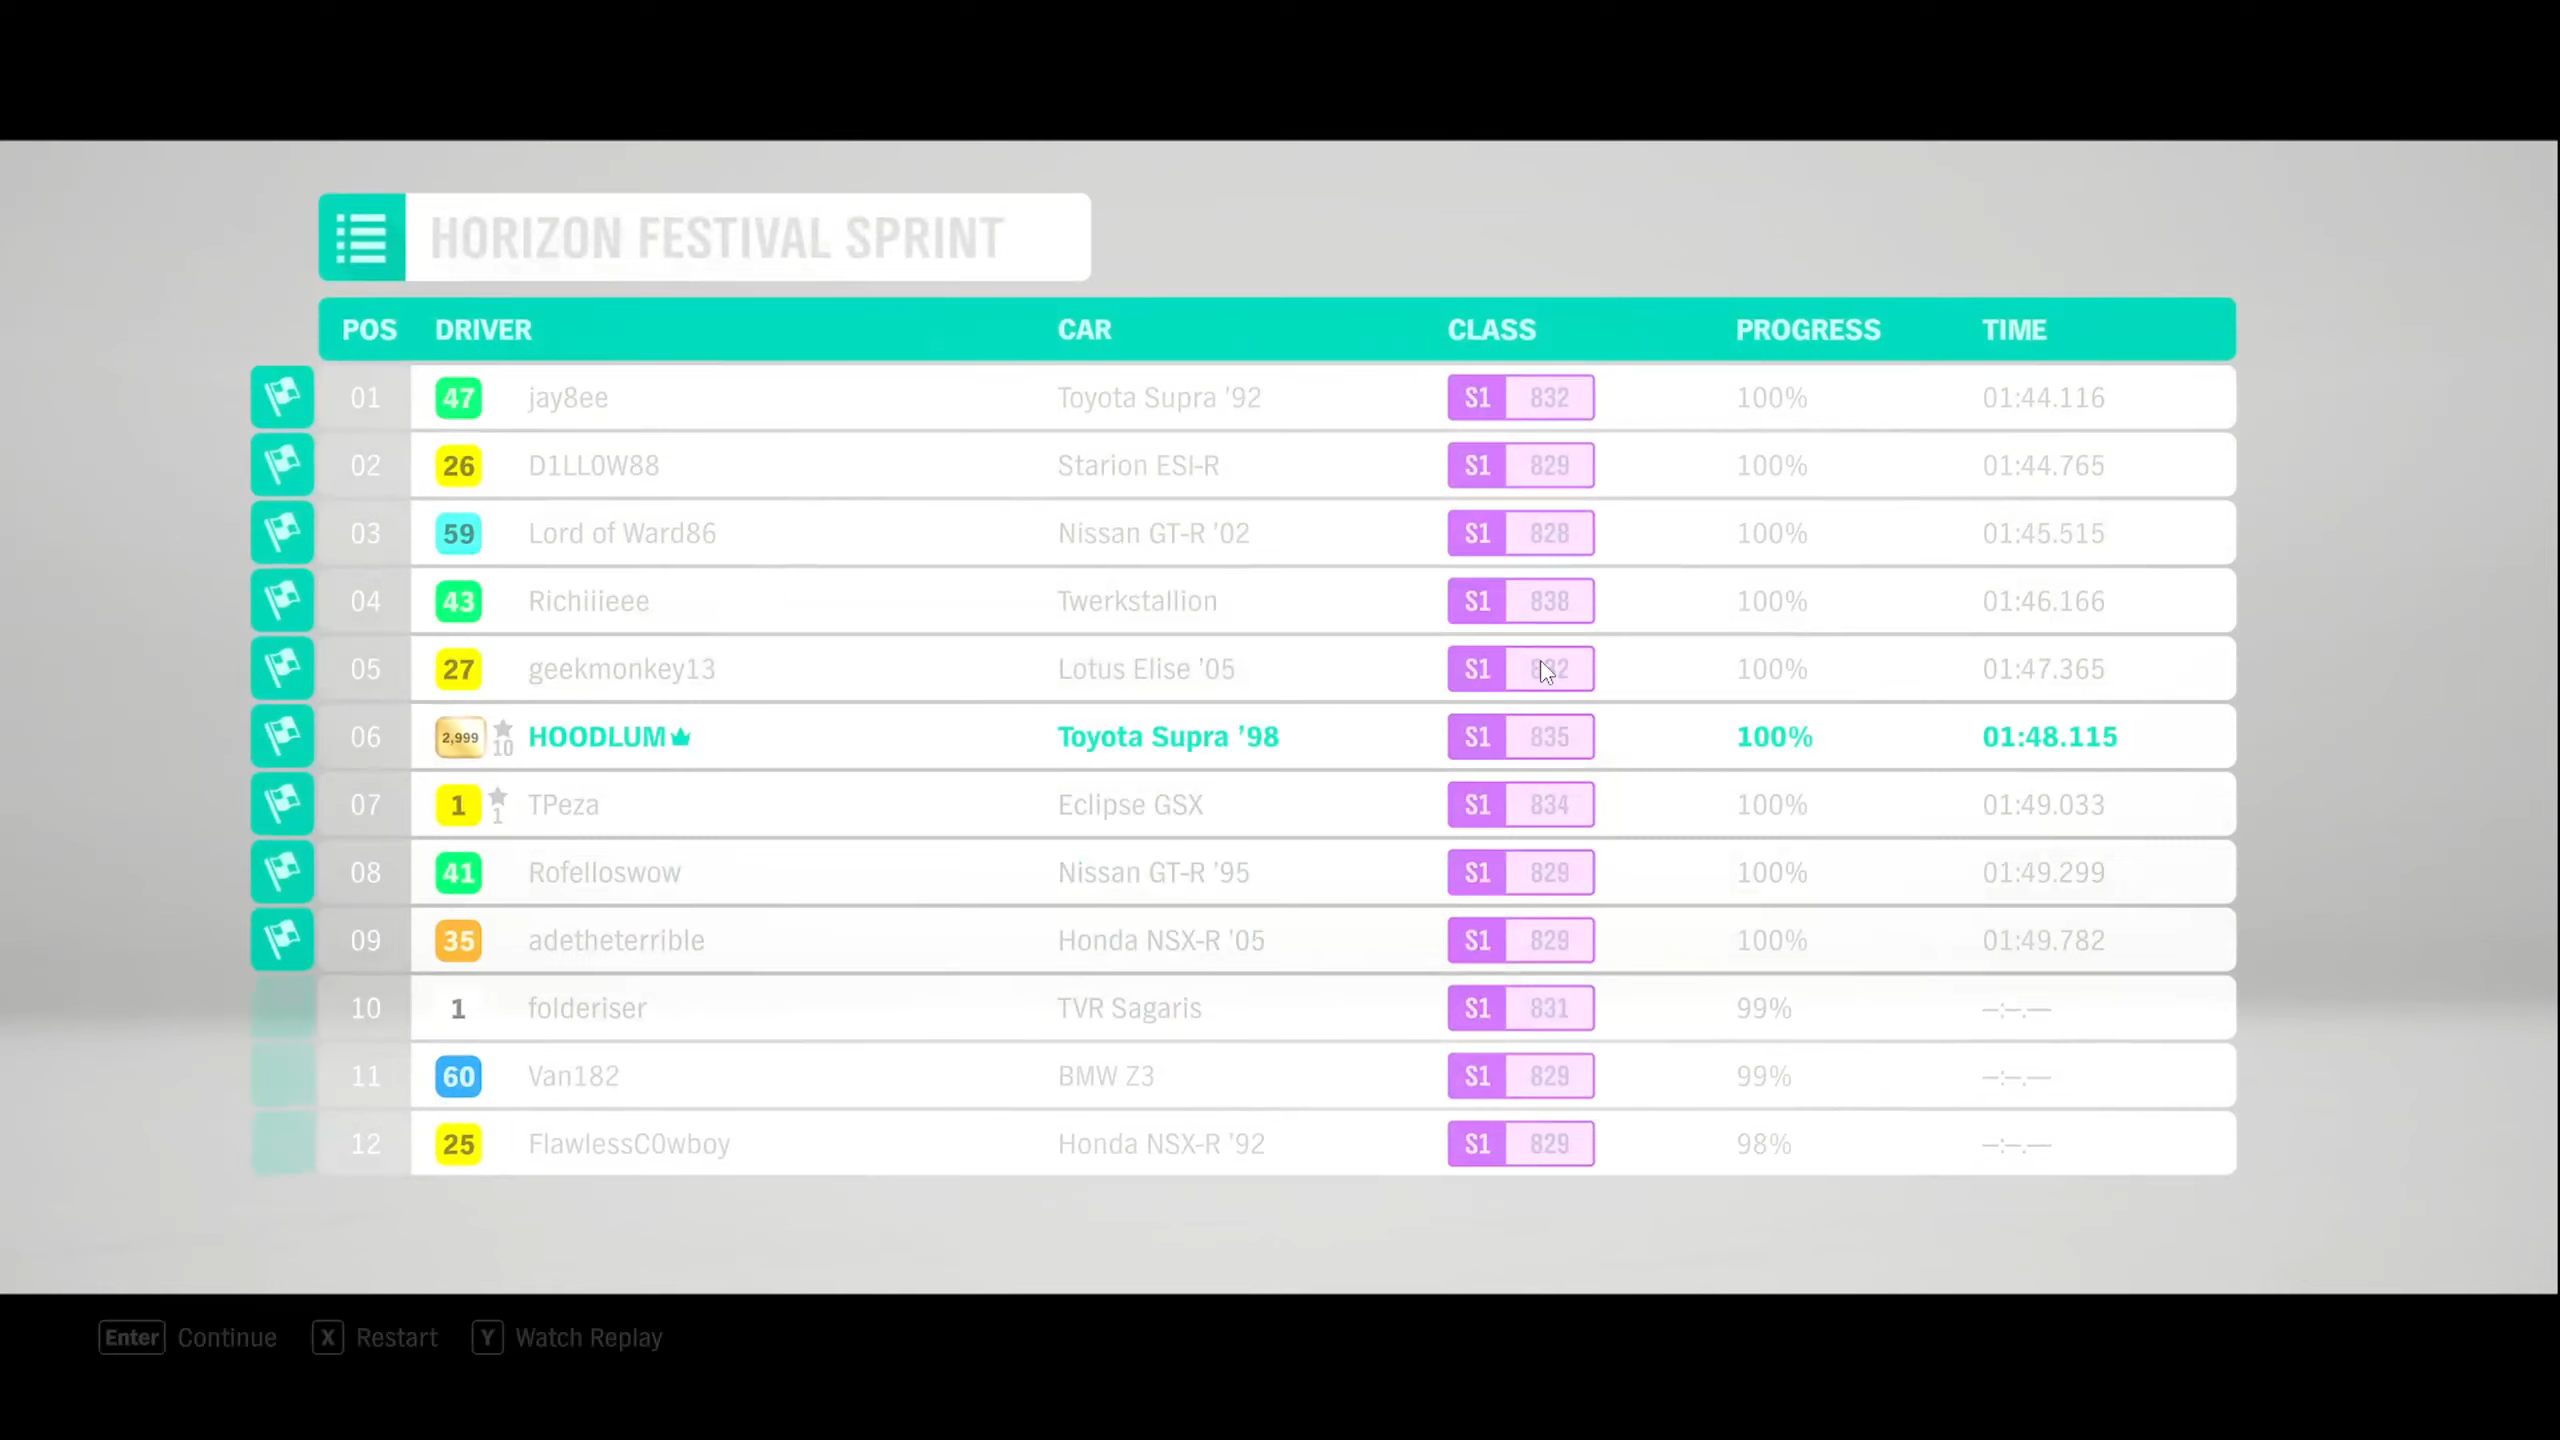 HORIZON FESTIVAL SPRINT
POS DRIVER CAR CLASS PROGRESS TIME
01 47 jay8ee Toyota Supra '92 S1 832 100% 01:44.116
02 26 D1LL0W88 Starion ESI-R S1 829 100% 01:44.765
03 59 Lord of Ward86 Nissan GT-R '02 S1 828 100% 01:45.515
04 43 Richiiieee Twerkstallion S1 838 100% 01:46.166
05 27 geekmonkey13 Lotus Elise '05 S1 100% 01:47.365
06 2,999 10 HOODLUM Toyota Supra '98 S1 835 100% 01:48.115
07 1 1 TPeza Eclipse GSX S1 834 100% 01:49.033
08 41 Rofelloswow Nissan GT-R '95 S1 829 100% 01:49.299
09 35 adetheterrible Honda NSX-R '05 S1 829 100% 01:49.782
10 1 folderiser TVR Sagaris S1 831 99% –:–.––
11 60 Van182 BMW Z3 S1 829 99% –:–.––
12 25 FlawlessC0wboy Honda NSX-R '92 S1 829 98% –:–.––
Enter Continue X Restart Y Watch Replay